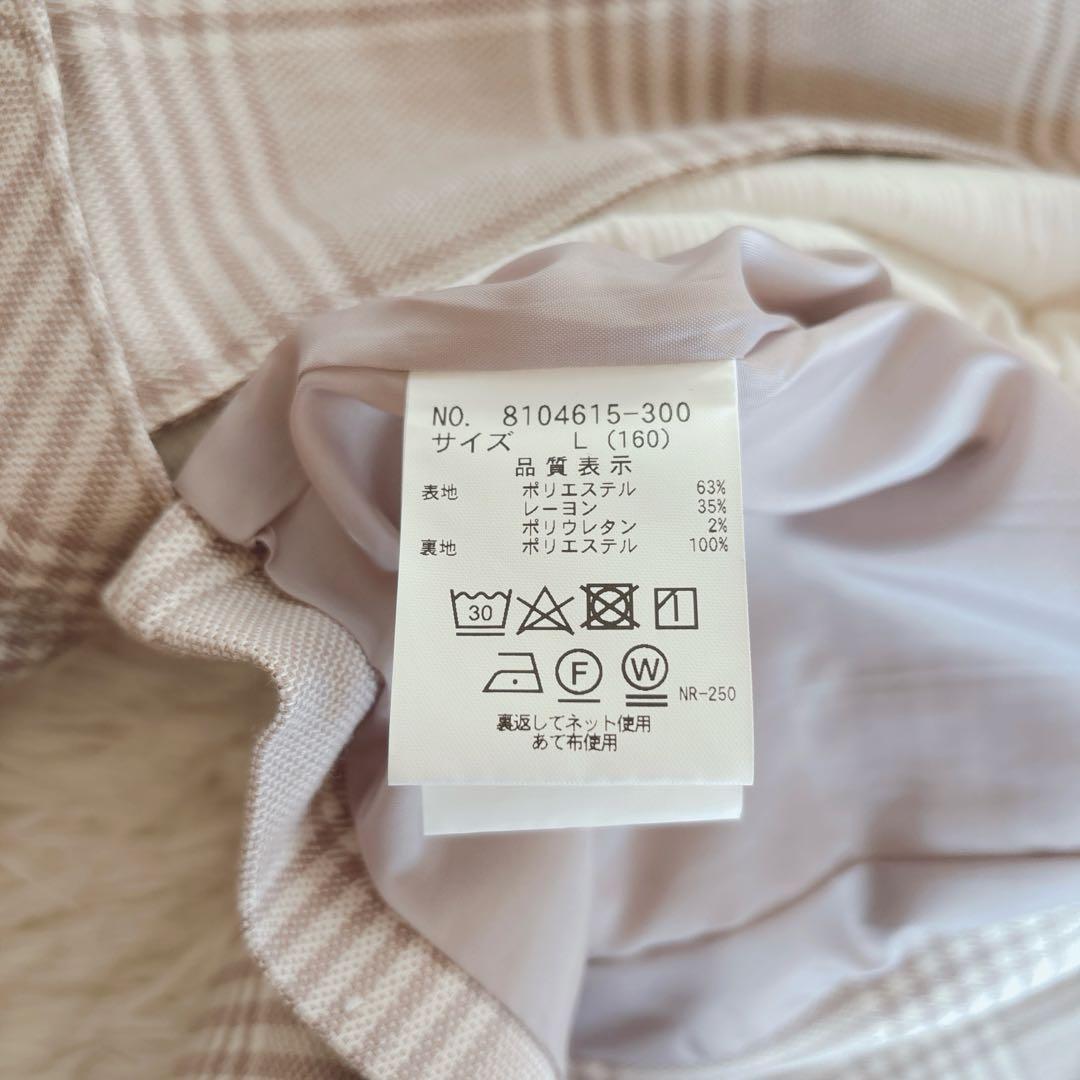 NO. 8104615-300
サイズ L (160)
品質表示
表地 ポリエステル 63%
レーヨン 35%
ポリウレタン 2%
裏地 ポリエステル 100%
30
F W NR-250
裏返してネット使用
あて布使用